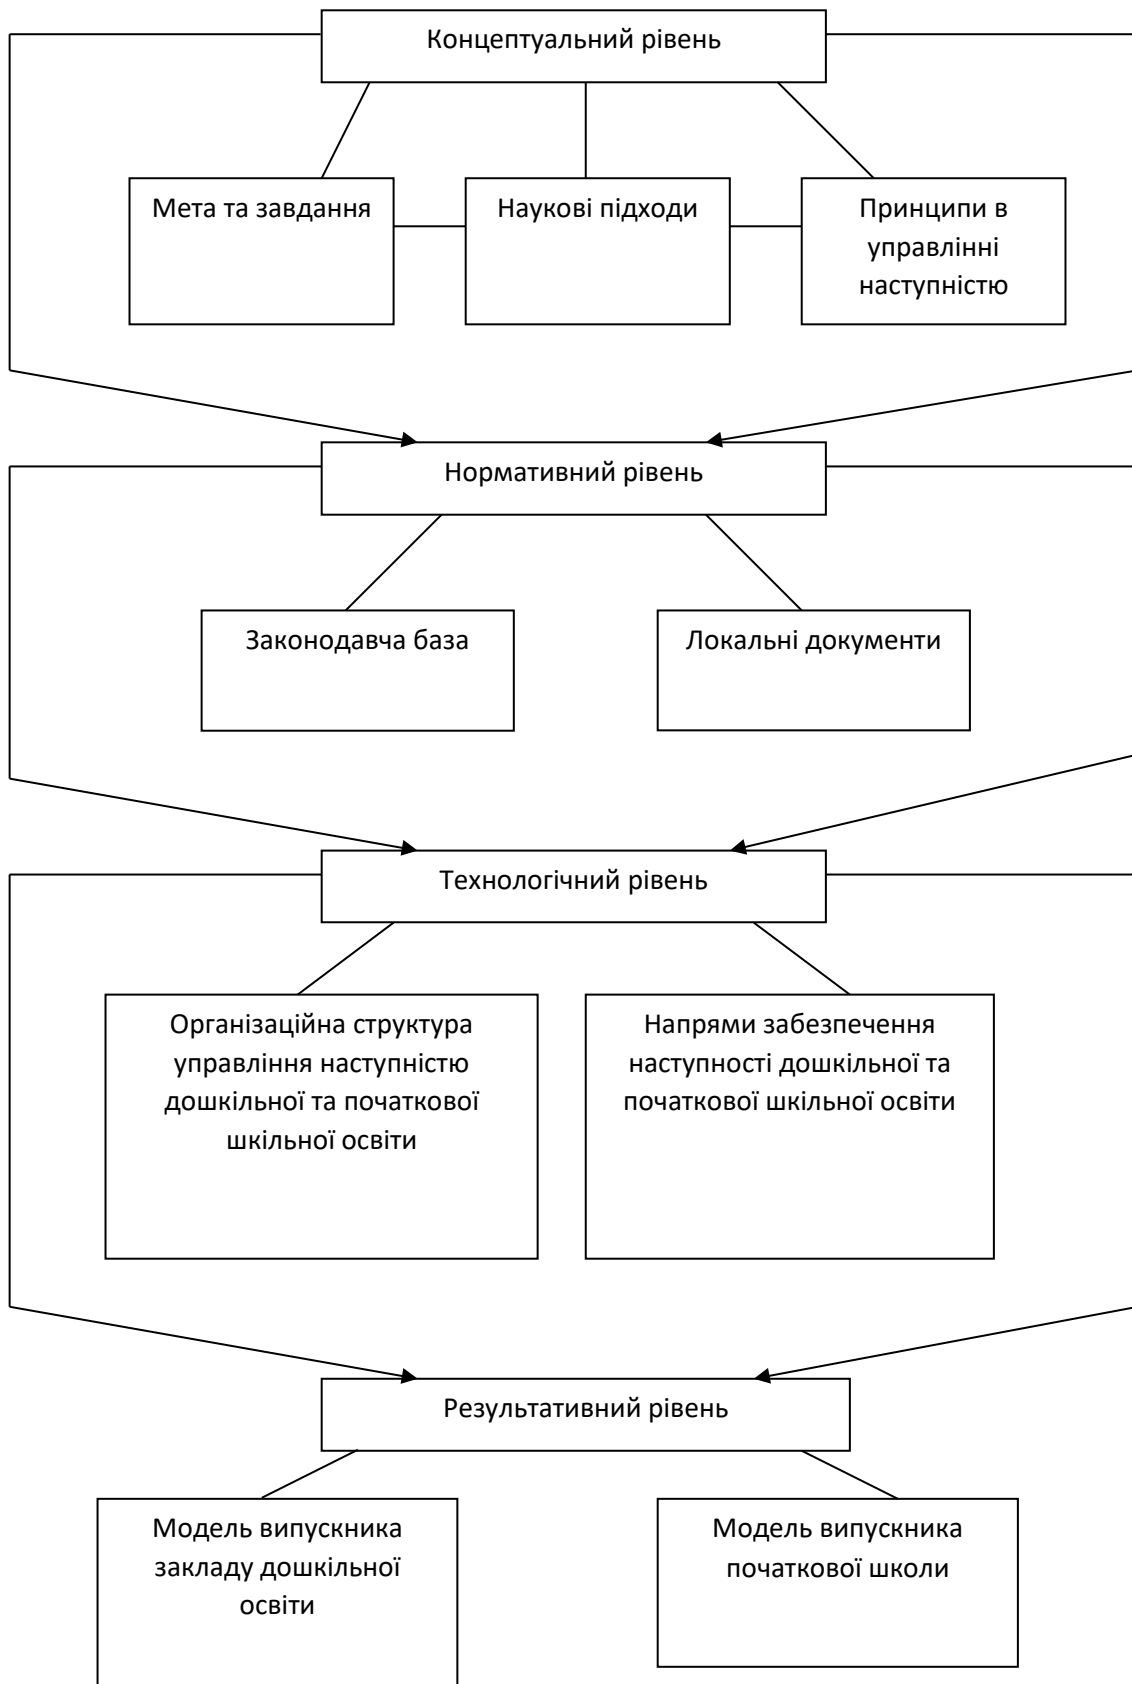 Концептуальний рівень
Мета та завдання
Наукові підходи
Принципи в
управлінні
наступністю
Нормативний рівень
Законодавча база
Локальні документи
Технологічний рівень
Організаційна структура
управління наступністю
дошкільної та початкової
шкільної освіти
Напрями забезпечення
наступності дошкільної та
початкової шкільної освіти
Результативний рівень
Модель випускника
закладу дошкільної
освіти
Модель випускника
початкової школи